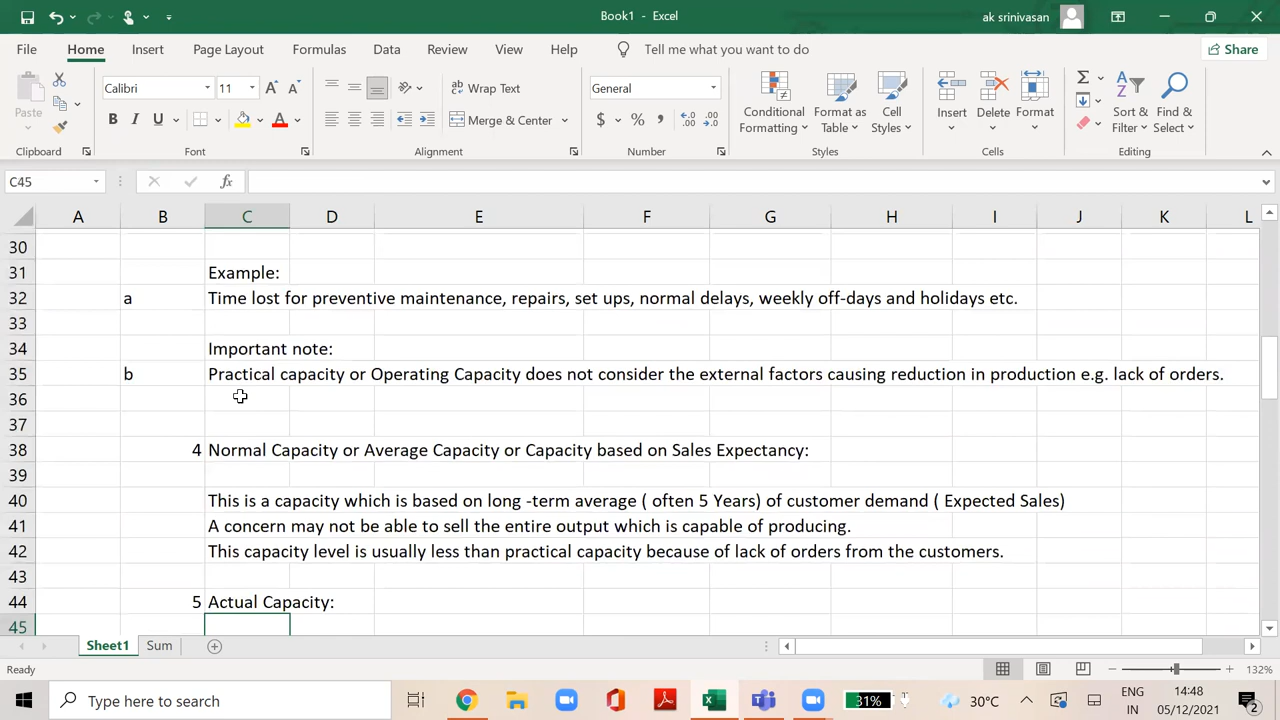 Book1 - Excel
ak srinivasan
File Home Insert Page Layout Formulas Data Review View Help Tell me what you want to do Share
Paste
Calibri 11
B I U
A
Wrap Text
Merge & Center
General
$ % ,
Conditional Formatting
Format as Table
Cell Styles
Insert Delete Format
Sort & Filter
Find & Select
Clipboard Font Alignment Number Styles Cells Editing
C45 fx
A B C D E F G H I J K L
30
31 Example:
32 a Time lost for preventive maintenance, repairs, set ups, normal delays, weekly off-days and holidays etc.
33
34 Important note:
35 b Practical capacity or Operating Capacity does not consider the external factors causing reduction in production e.g. lack of orders.
36
37
38 4 Normal Capacity or Average Capacity or Capacity based on Sales Expectancy:
39
40 This is a capacity which is based on long -term average ( often 5 Years) of customer demand ( Expected Sales)
41 A concern may not be able to sell the entire output which is capable of producing.
42 This capacity level is usually less than practical capacity because of lack of orders from the customers.
43
44 5 Actual Capacity:
45
Sheet1 Sum
Ready 132%
Type here to search
31%
30°C
ENG
IN
14:48
05/12/2021
2